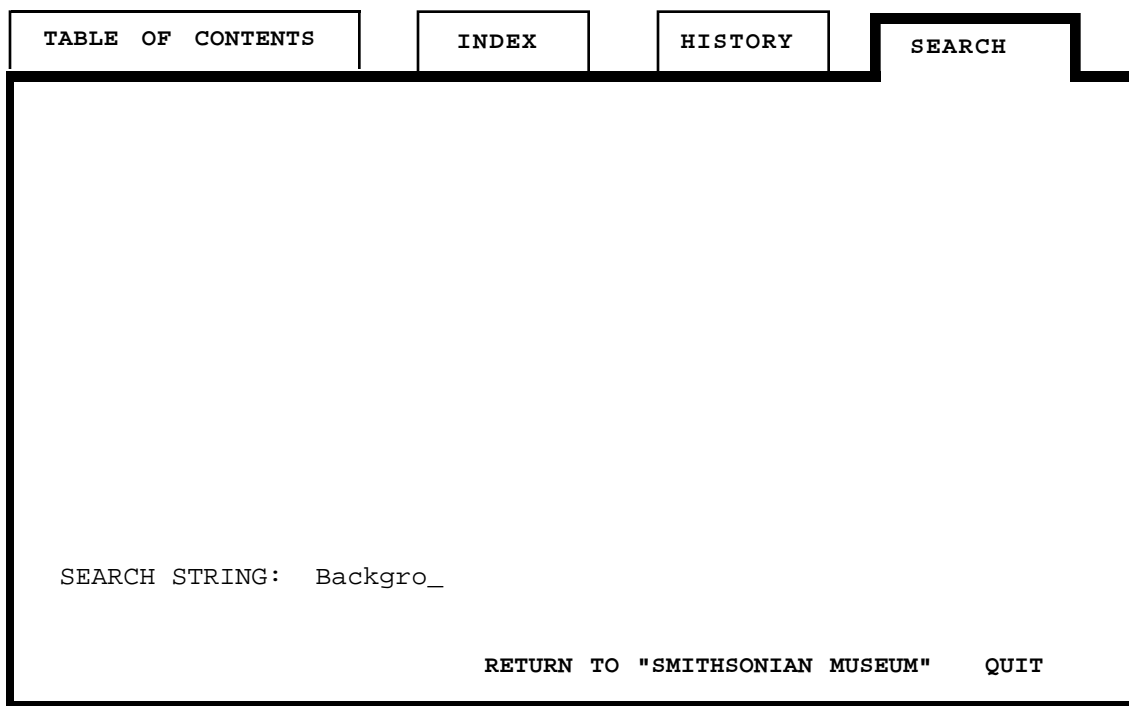 TABLE OF CONTENTS INDEX HISTORY SEARCH
SEARCH STRING: Backgro_
RETURN TO "SMITHSONIAN MUSEUM" QUIT